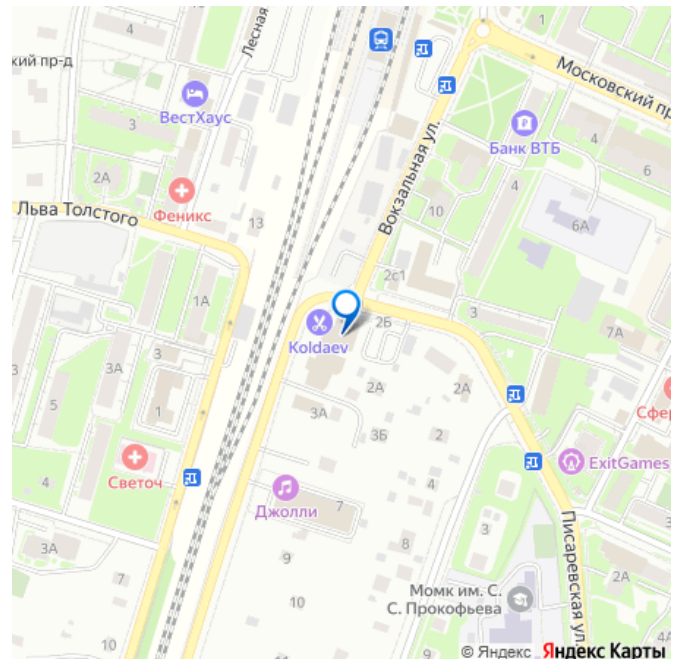 1
Лесная
кий пр-д
Московский пр
ВестХаус
Вокзальная ул.
Банк ВТБ
3
4
4
6
2А
Феникс
Льва Толстого
13
10
6А
2с1
1А
3
2Б
7А
Koldaev
3А
2А
2А
5
1
3А
3Б
2
Сфер
Светоч
ExitGames
4
Джолли
7
3
Писаревская ул.
3А
9
8
7
Момк им. С.
С. Прокофьева
2А
10
10
4А
© Яндекс Яндекс Карты